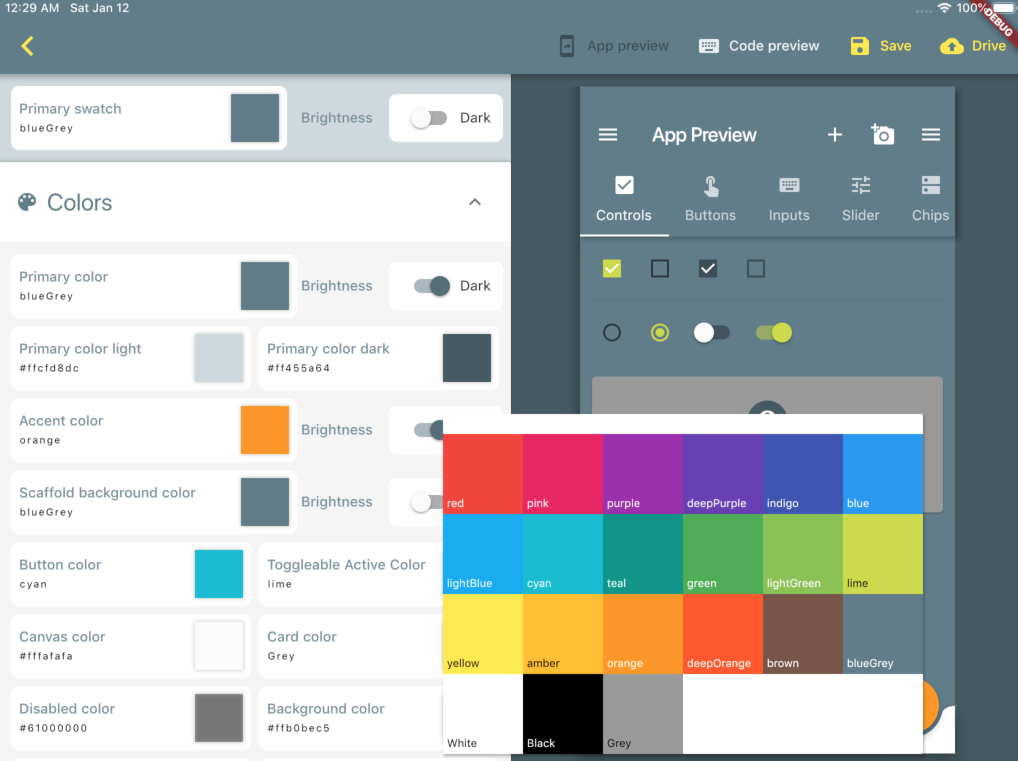 12:29 AM Sat Jan 12
100%
DEBUG
App preview
Code preview
Save
Drive
Primary swatch
blueGrey
Brightness
Dark
App Preview
Controls
Buttons
Inputs
Slider
Chips
Colors
Primary color
blueGrey
Brightness
Dark
Primary color light
#ffcfd8dc
Primary color dark
#ff455a64
Accent color
orange
Brightness
Scaffold background color
blueGrey
Brightness
Button color
cyan
Toggleable Active Color
lime
Canvas color
#fffafafa
Card color
Grey
Disabled color
#61000000
Background color
#ffb0bec5
red
pink
purple
deepPurple
indigo
blue
lightBlue
cyan
teal
green
lightGreen
lime
yellow
amber
orange
deepOrange
brown
blueGrey
White
Black
Grey